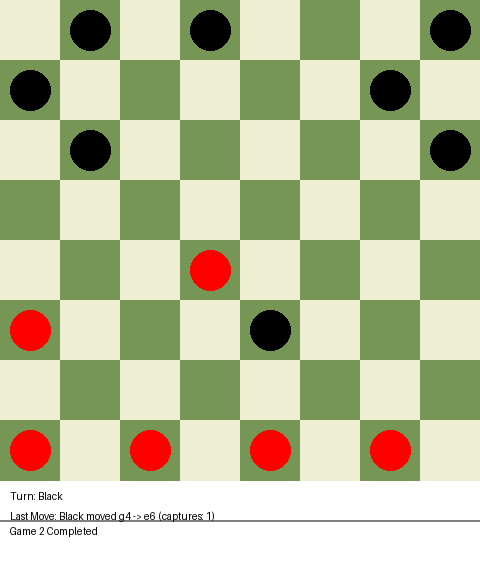 Turn: Black
Last Move: Black moved g4 -> e6 (captures: 1)
Game 2 Completed